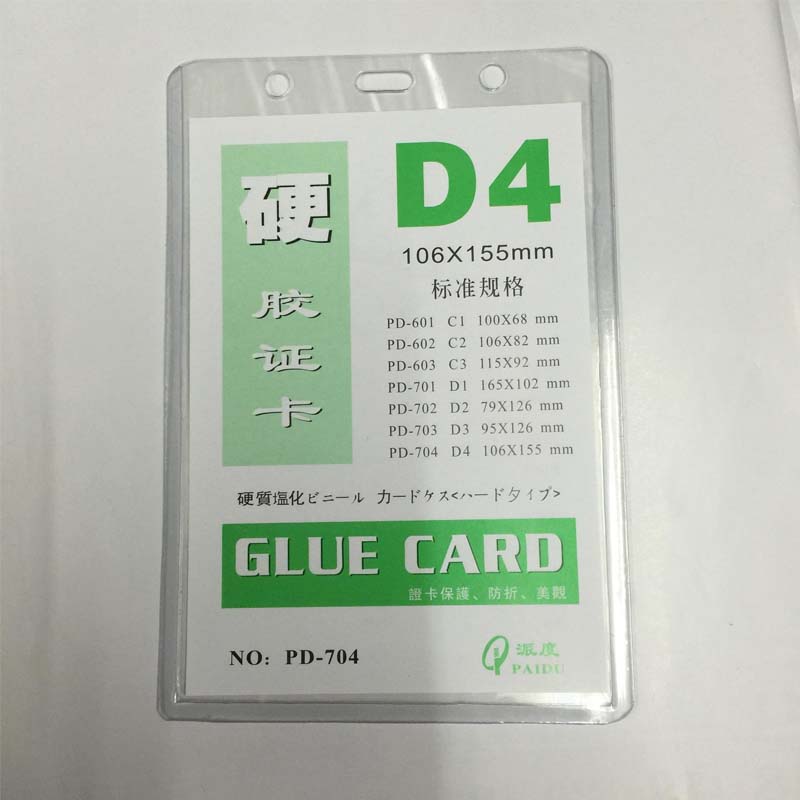 硬
胶
证
卡
D4
106X155mm
标准规格
PD-601 C1 100X68 mm
PD-602 C2 106X82 mm
PD-603 C3 115X92 mm
PD-701 D1 165X102 mm
PD-702 D2 79X126 mm
PD-703 D3 95X126 mm
PD-704 D4 106X155 mm
硬質塩化ビニール カードケス<ハードタイプ>
GLUE CARD
證卡保護、防折、美觀
NO: PD-704
派度
PAIDU